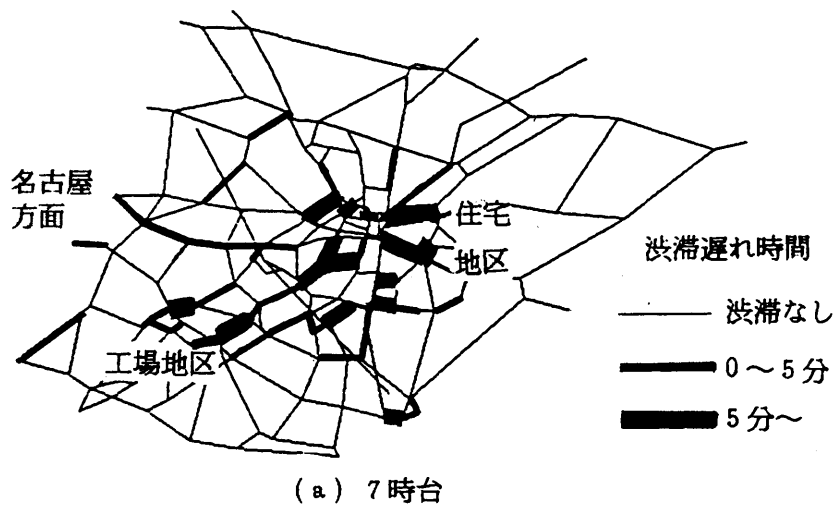 名古屋
方面
住宅
地区
工場地区
渋滞遅れ時間
渋滞なし
0～5分
5分～
(a) 7時台